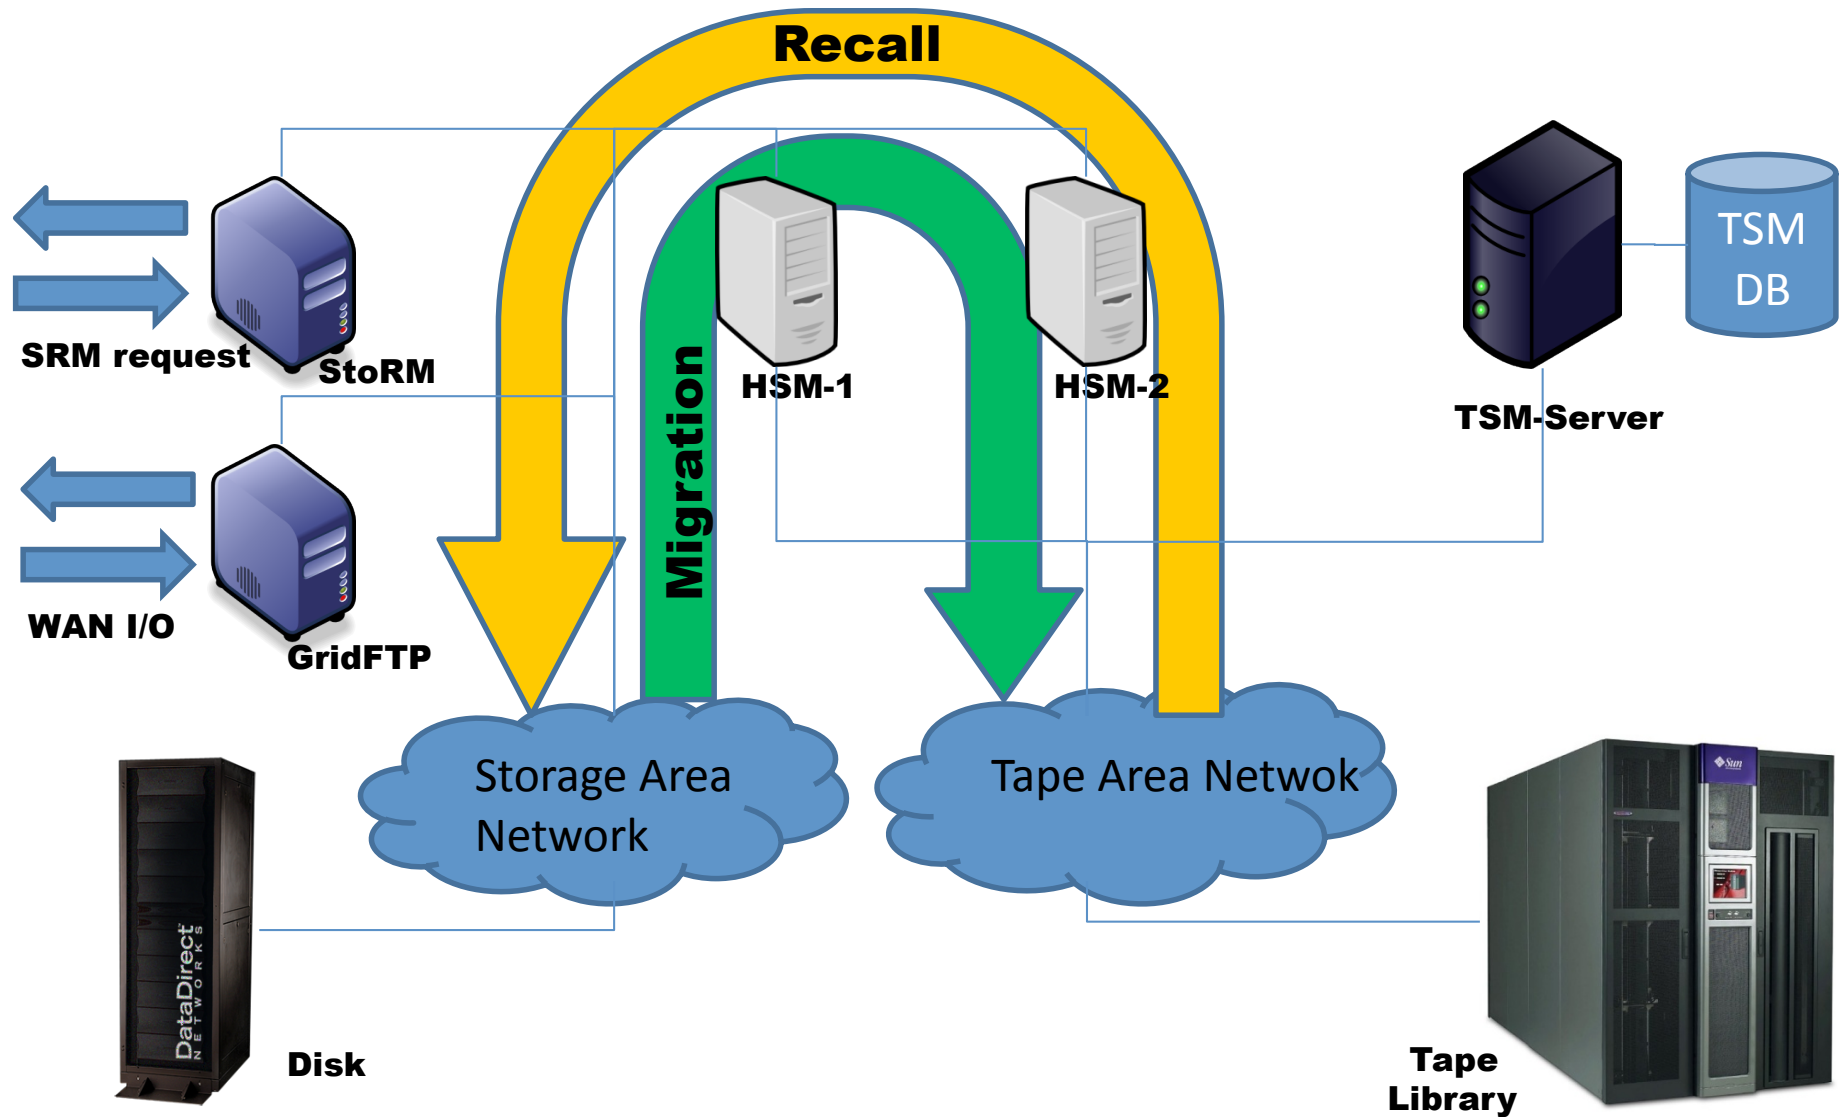 Recall
TSM
DB
SRM request
StoRM
HSM-1
HSM-2
TSM-Server
Migration
WAN I/O
GridFTP
Storage Area
Network
Tape Area Netwok
Sun
DataDirect
NETWORKS
Disk
Tape
Library